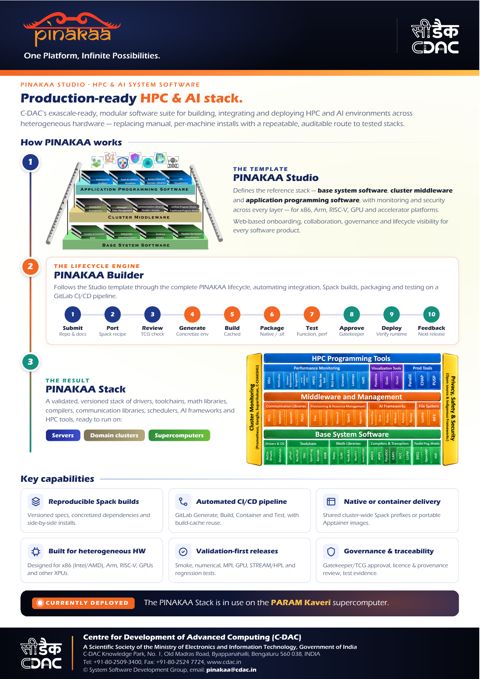 pinakaa
One Platform, Infinite Possibilities.
सीडैक
CDAC
PINAKAA STUDIO · HPC & AI SYSTEM SOFTWARE
Production-ready HPC & AI stack.
C-DAC's exascale-ready, modular software suite for building, integrating and deploying HPC and AI environments across
heterogeneous hardware — replacing manual, per-machine installs with a repeatable, auditable route to tested stacks.
How PINAKAA works
1
APPLICATION PROGRAMMING SOFTWARE
CLUSTER MIDDLEWARE
BASE SYSTEM SOFTWARE
THE TEMPLATE
PINAKAA Studio
Defines the reference stack — base system software, cluster middleware
and application programming software, with monitoring and security
across every layer — for x86, Arm, RISC-V, GPU and accelerator platforms.
Web-based onboarding, collaboration, governance and lifecycle visibility for
every software product.
2
THE LIFECYCLE ENGINE
PINAKAA Builder
Follows the Studio template through the complete PINAKAA lifecycle, automating integration, Spack builds, packaging and testing on a
GitLab CI/CD pipeline.
1 2 3 4 5 6 7 8 9 10
Submit Port Review Generate Build Package Test Approve Deploy Feedback
Repo & docs Spack recipe TCG check Concretise env Cached Native / .sif Function, perf Gatekeeper Verify runtime Next release
3
THE RESULT
PINAKAA Stack
A validated, versioned stack of drivers, toolchains, math libraries,
compilers, communication libraries, schedulers, AI frameworks and
HPC tools, ready to run on:
Servers
Domain clusters
Supercomputers
HPC Programming Tools
Performance Monitoring
Visualization Tools
Prod Tools
Middleware and Management
Communication Libraries
Provisioning & Resource Management
AI Frameworks
File System
Base System Software
Drivers & OS
Toolchain
Math Libraries
Compilers & Transition
Cluster Monitoring
Privacy, Safety & Security
Key capabilities
Reproducible Spack builds
Versioned specs, concretized dependencies and
side-by-side installs.
Automated CI/CD pipeline
GitLab Generate, Build, Container and Test, with
build-cache reuse.
Native or container delivery
Shared cluster-wide Spack prefixes or portable
Apptainer images.
Built for heterogeneous HW
Designed for x86 (Intel/AMD), Arm, RISC-V, GPUs
and other XPUs.
Validation-first releases
Smoke, numerical, MPI, GPU, STREAM/HPL and
regression tests.
Governance & traceability
Gatekeeper/TCG approval, licence & provenance
review, test evidence.
CURRENTLY DEPLOYED
The PINAKAA Stack is in use on the PARAM Kaveri supercomputer.
सीडैक
CDAC
Centre for Development of Advanced Computing (C-DAC)
A Scientific Society of the Ministry of Electronics and Information Technology, Government of India
C-DAC Knowledge Park, No. 1, Old Madras Road, Byappanahalli, Bengaluru 560 038, INDIA
Tel: +91-80-2509-3400, Fax: +91-80-2524 7724, www.cdac.in
© System Software Development Group, email: pinakaa@cdac.in